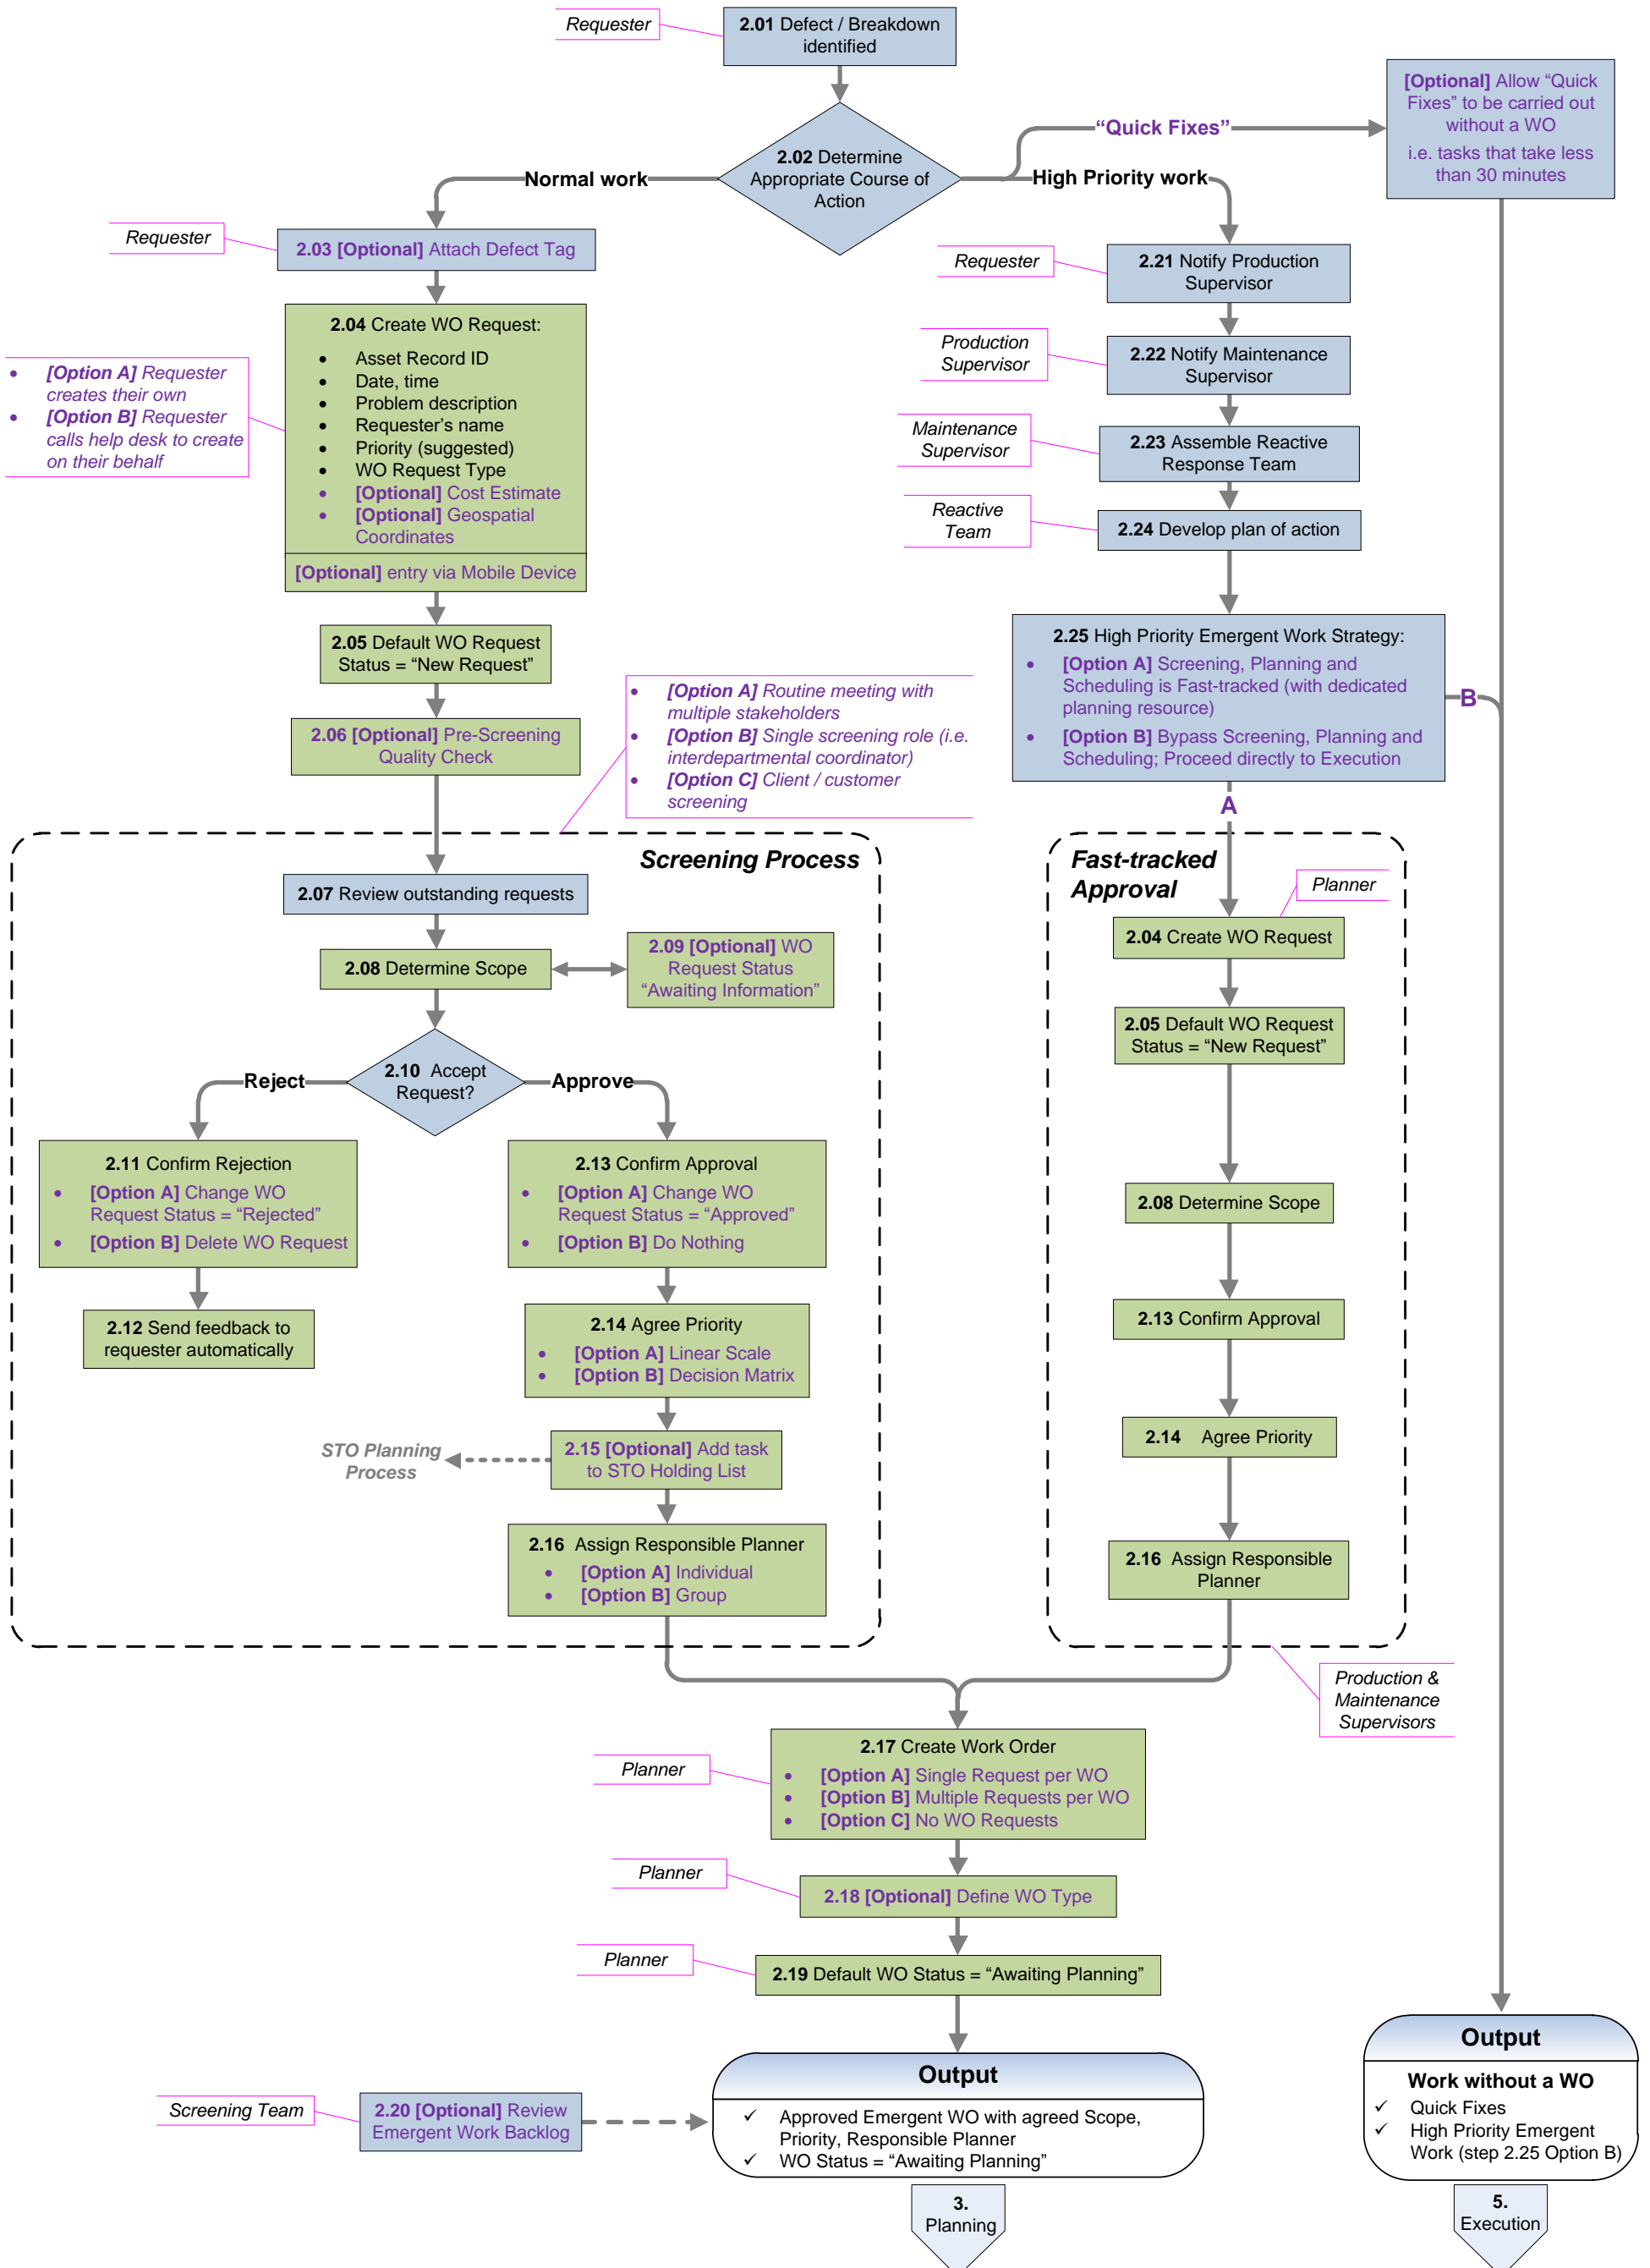 Requester
2.01 Defect / Breakdown
identified
[Optional] Allow “Quick
Fixes” to be carried out
without a WO
i.e. tasks that take less
than 30 minutes
“Quick Fixes”
2.02 Determine
Appropriate Course of
Action
Normal work
High Priority work
Requester
2.03 [Optional] Attach Defect Tag
Requester
2.21 Notify Production
Supervisor
2.04 Create WO Request:
• Asset Record ID
• Date, time
• Problem description
• Requester’s name
• Priority (suggested)
• WO Request Type
• [Optional] Cost Estimate
• [Optional] Geospatial
Coordinates
[Optional] entry via Mobile Device
• [Option A] Requester
creates their own
• [Option B] Requester
calls help desk to create
on their behalf
Production
Supervisor
2.22 Notify Maintenance
Supervisor
Maintenance
Supervisor
2.23 Assemble Reactive
Response Team
Reactive
Team
2.24 Develop plan of action
2.05 Default WO Request
Status = “New Request”
2.25 High Priority Emergent Work Strategy:
• [Option A] Screening, Planning and
Scheduling is Fast-tracked (with dedicated
planning resource)
• [Option B] Bypass Screening, Planning and
Scheduling; Proceed directly to Execution
B
A
2.06 [Optional] Pre-Screening
Quality Check
• [Option A] Routine meeting with
multiple stakeholders
• [Option B] Single screening role (i.e.
interdepartmental coordinator)
• [Option C] Client / customer
screening
Screening Process
2.07 Review outstanding requests
2.08 Determine Scope
2.09 [Optional] WO
Request Status
“Awaiting Information”
2.10 Accept
Request?
Reject
Approve
2.11 Confirm Rejection
• [Option A] Change WO
Request Status = “Rejected”
• [Option B] Delete WO Request
2.12 Send feedback to
requester automatically
2.13 Confirm Approval
• [Option A] Change WO
Request Status = “Approved”
• [Option B] Do Nothing
2.14 Agree Priority
• [Option A] Linear Scale
• [Option B] Decision Matrix
STO Planning
Process
2.15 [Optional] Add task
to STO Holding List
2.16 Assign Responsible Planner
• [Option A] Individual
• [Option B] Group
Fast-tracked
Approval
Planner
2.04 Create WO Request
2.05 Default WO Request
Status = “New Request”
2.08 Determine Scope
2.13 Confirm Approval
2.14 Agree Priority
2.16 Assign Responsible
Planner
Production &
Maintenance
Supervisors
Planner
2.17 Create Work Order
• [Option A] Single Request per WO
• [Option B] Multiple Requests per WO
• [Option C] No WO Requests
Planner
2.18 [Optional] Define WO Type
Planner
2.19 Default WO Status = “Awaiting Planning”
Screening Team
2.20 [Optional] Review
Emergent Work Backlog
Output
✓ Approved Emergent WO with agreed Scope,
Priority, Responsible Planner
✓ WO Status = “Awaiting Planning”
3.
Planning
Output
Work without a WO
✓ Quick Fixes
✓ High Priority Emergent
Work (step 2.25 Option B)
5.
Execution